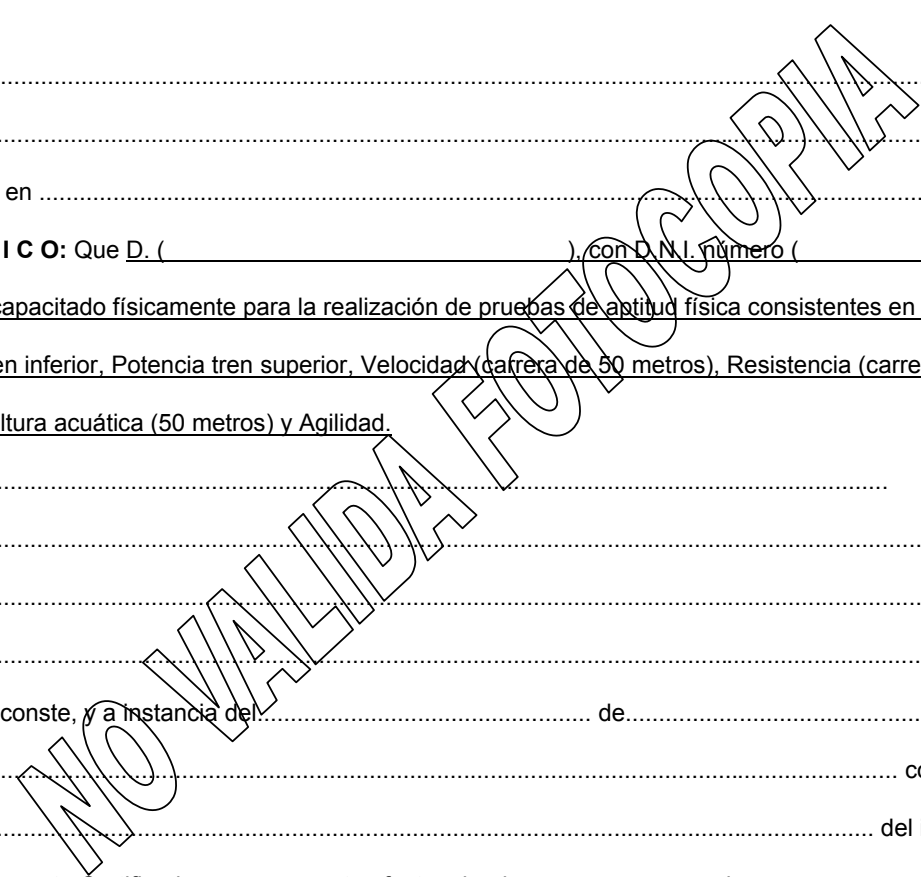 ........................................................................
........................................................................
en ........................................................................
I C O: Que D. ( ), con D.N.I. número (
capacitado físicamente para la realización de pruebas de aptitud física consistentes en
en inferior, Potencia tren superior, Velocidad (carrera de 50 metros), Resistencia (carre
ltura acuática (50 metros) y Agilidad.
........................................................................
........................................................................
........................................................................
........................................................................
conste, y a instancia del........................................ de........................................
........................................................................ co
........................................................................ del
NO VALIDA FOTOCOPIA